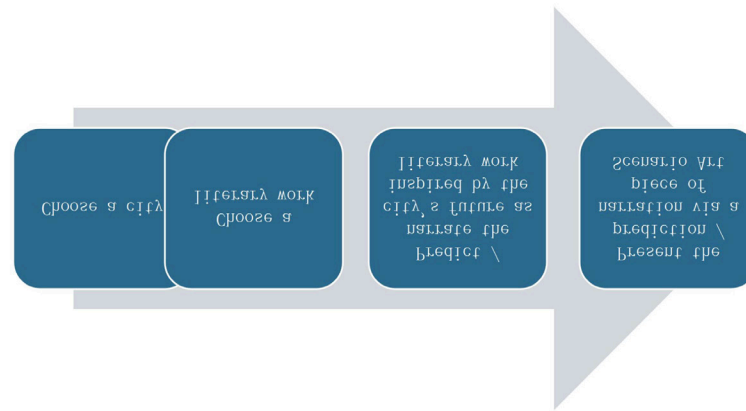 Choose a city
Choose a
literary work
Predict /
narrate the
city's future as
inspired by the
literary work
Present the
prediction /
narration via a
piece of
Scenario Art